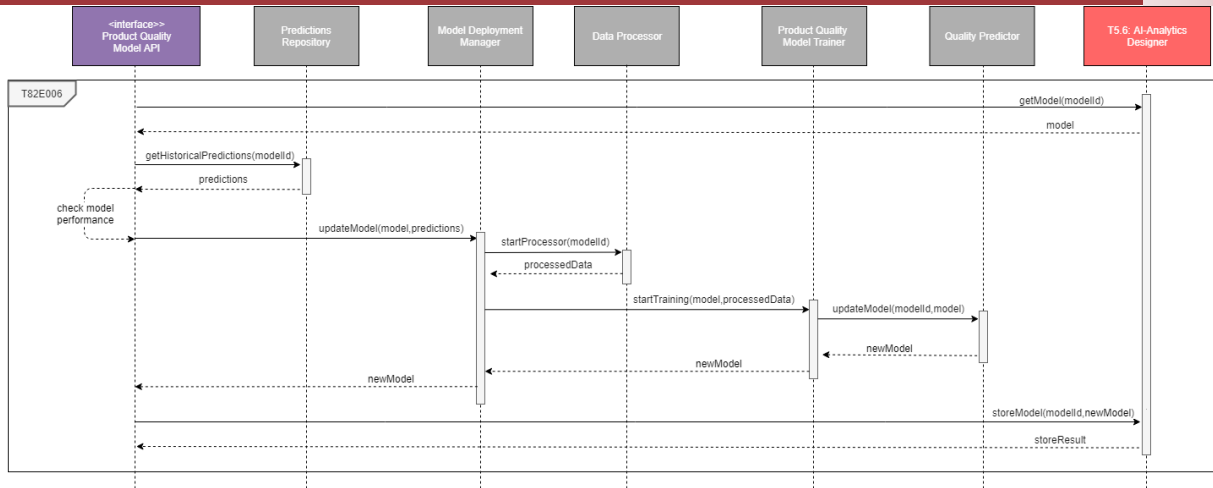 <interface>>
Product Quality
Model API
Predictions
Repository
Model Deployment
Manager
Data Processor
Product Quality
Model Trainer
Quality Predictor
T5.6: AI-Analytics
Designer
T82E006
getModel(modelId)
model
getHistoricalPredictions(modelId)
predictions
check model
performance
updateModel(model,predictions)
startProcessor(modelId)
processedData
startTraining(model,processedData)
updateModel(modelId,model)
newModel
newModel
newModel
storeModel(modelId,newModel)
storeResult